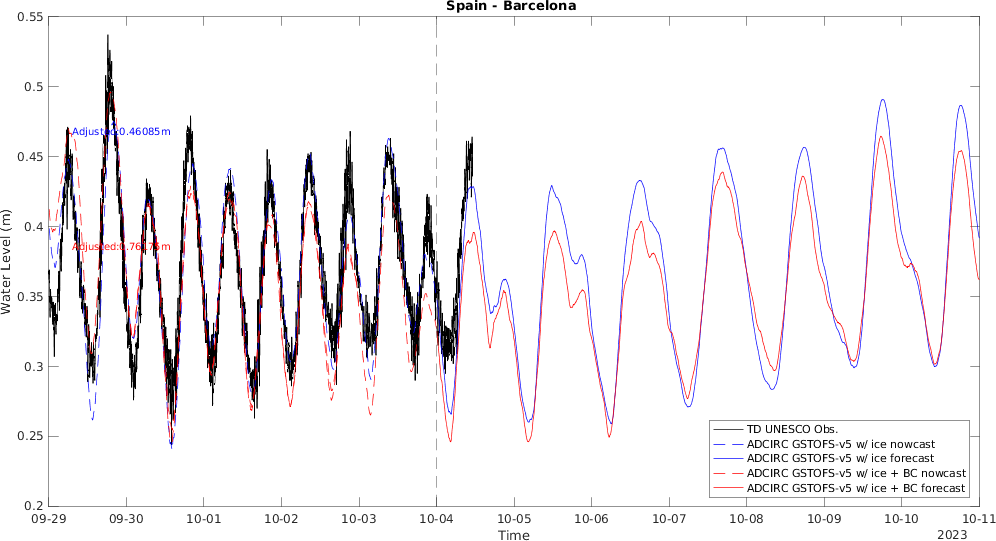 Spain - Barcelona
0.55
0.5
0.45
0.4
0.35
0.3
0.25
0.2
Water Level (m)
Adjusted:0.46085m
09-29 09-30 10-01 10-02 10-03 10-04 10-05 10-06 10-07 10-08 10-09 10-10 10-11
2023
Time
TD UNESCO Obs.
ADCIRC GSTOFS-v5 w/ ice nowcast
ADCIRC GSTOFS-v5 w/ ice forecast
ADCIRC GSTOFS-v5 w/ ice + BC nowcast
ADCIRC GSTOFS-v5 w/ ice + BC forecast